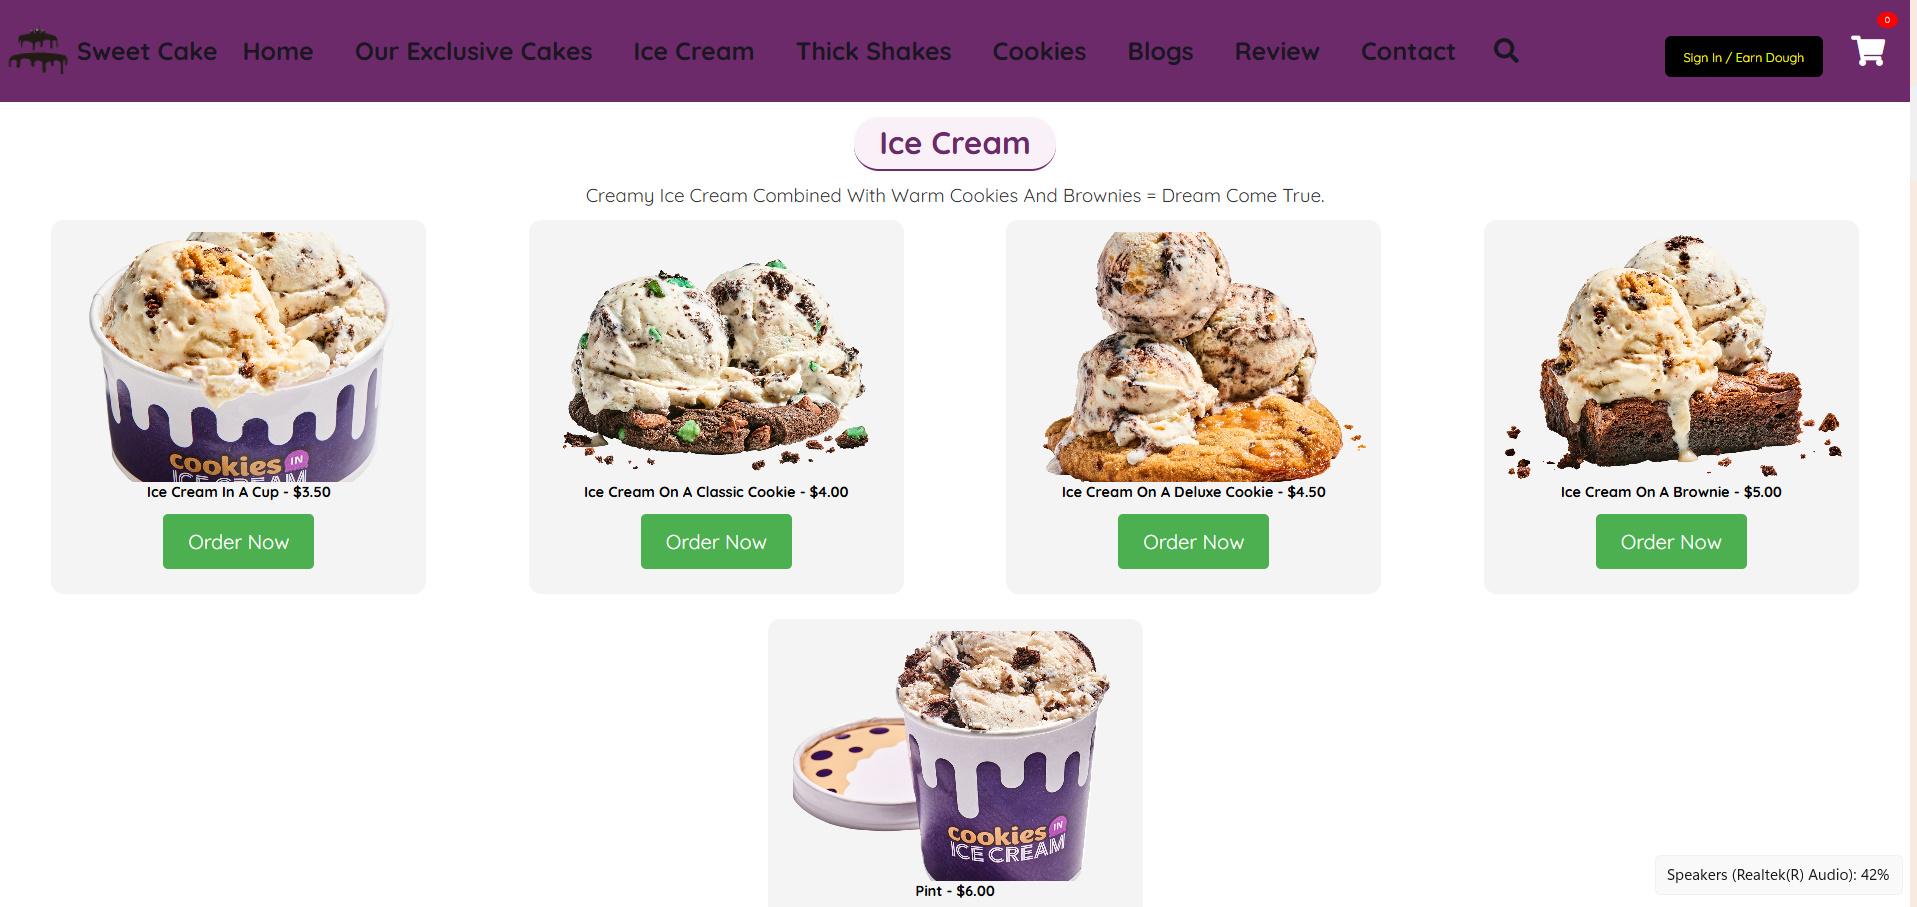 Sweet Cake Home Our Exclusive Cakes Ice Cream Thick Shakes Cookies Blogs Review Contact
Sign In / Earn Dough
0
Ice Cream
Creamy Ice Cream Combined With Warm Cookies And Brownies = Dream Come True.
cookies IN
ICE CREAM
Ice Cream In A Cup - $3.50
Order Now
Ice Cream On A Classic Cookie - $4.00
Order Now
Ice Cream On A Deluxe Cookie - $4.50
Order Now
Ice Cream On A Brownie - $5.00
Order Now
cookies IN
ICE CREAM
Pint - $6.00
Speakers (Realtek(R) Audio): 42%